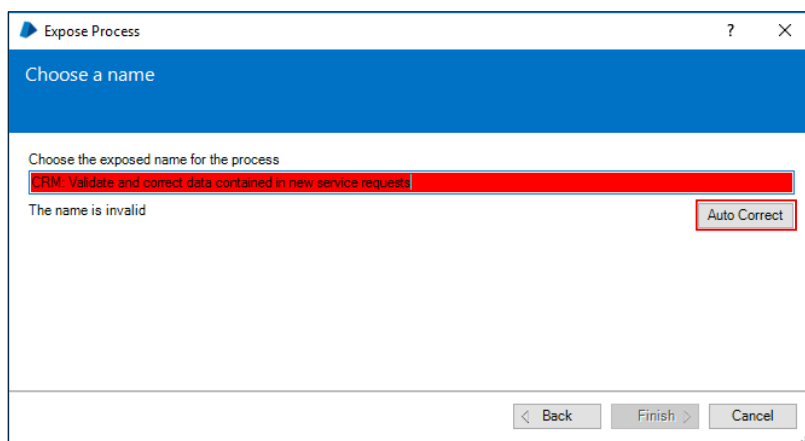 Expose Process
?
Choose a name
Choose the exposed name for the process
CRM: Validate and correct data contained in new service requests
The name is invalid
Auto Correct
Back
Finish
Cancel